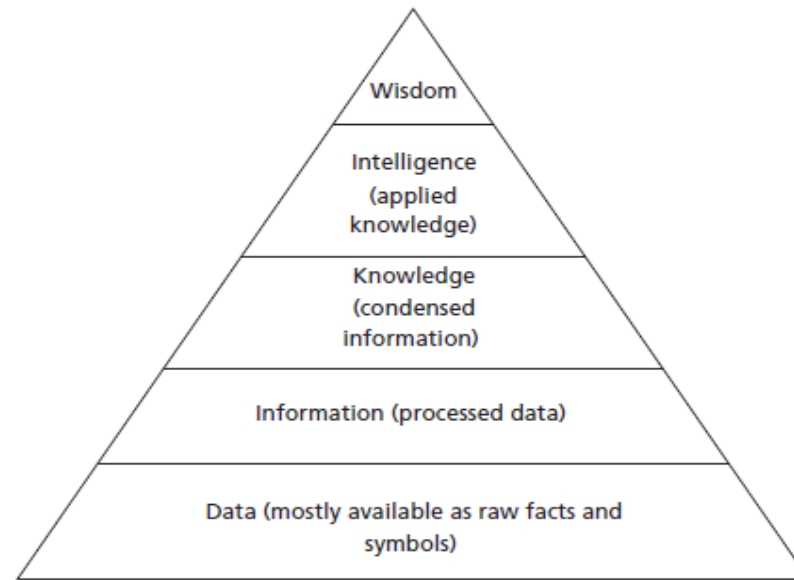 Wisdom
Intelligence
(applied
knowledge)
Knowledge
(condensed
information)
Information (processed data)
Data (mostly available as raw facts and
symbols)